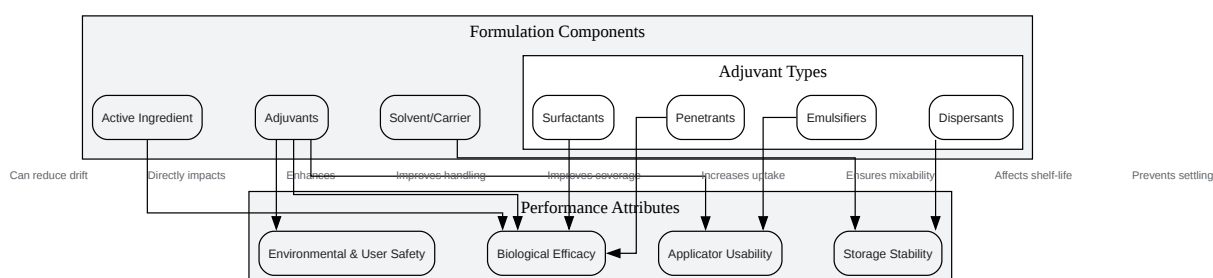 Formulation Components
Adjuvant Types
Active Ingredient
Adjuvants
Solvent/Carrier
Surfactants
Penetrants
Emulsifiers
Dispersants
Can reduce drift
Directly impacts
Enhances
Improves handling
Improves coverage
Increases uptake
Ensures mixability
Affects shelf-life
Prevents settling
Performance Attributes
Environmental & User Safety
Biological Efficacy
Applicator Usability
Storage Stability